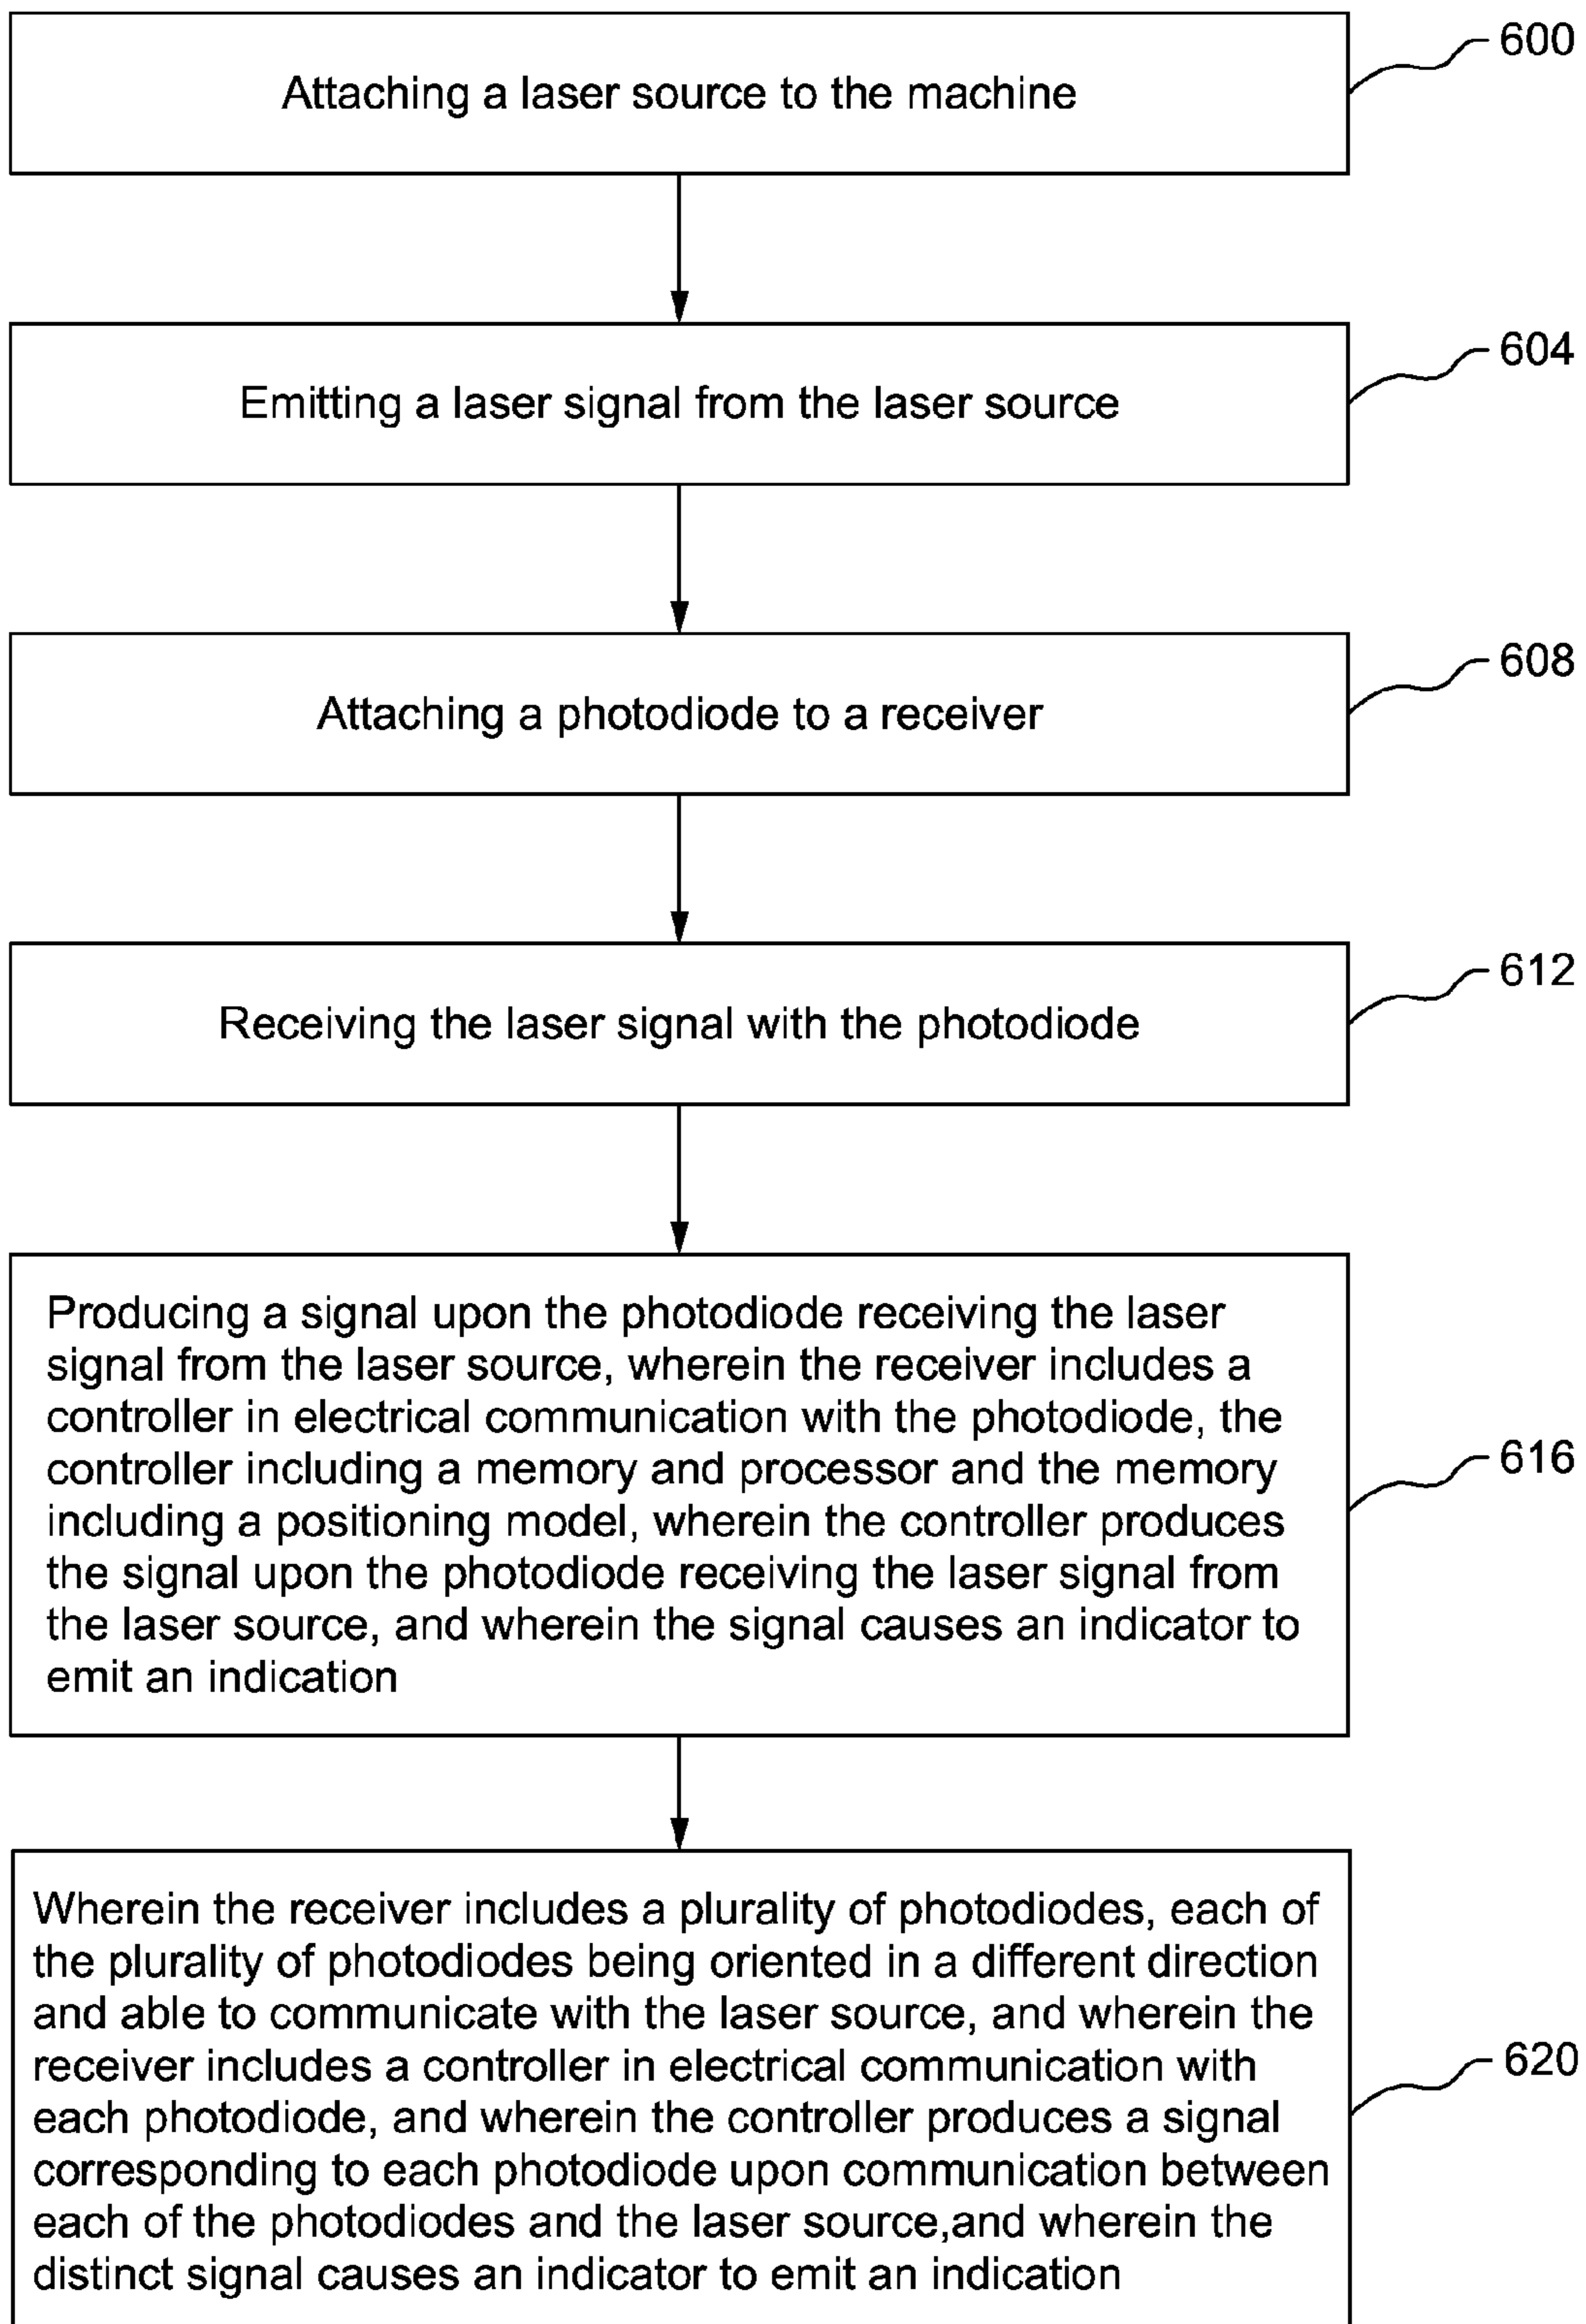 Attaching a laser source to the machine
600
Emitting a laser signal from the laser source
604
Attaching a photodiode to a receiver
608
Receiving the laser signal with the photodiode
612
Producing a signal upon the photodiode receiving the laser
signal from the laser source, wherein the receiver includes a
controller in electrical communication with the photodiode, the
controller including a memory and processor and the memory
including a positioning model, wherein the controller produces
the signal upon the photodiode receiving the laser signal from
the laser source, and wherein the signal causes an indicator to
emit an indication
616
Wherein the receiver includes a plurality of photodiodes, each of
the plurality of photodiodes being oriented in a different direction
and able to communicate with the laser source, and wherein the
receiver includes a controller in electrical communication with
each photodiode, and wherein the controller produces a signal
corresponding to each photodiode upon communication between
each of the photodiodes and the laser source,and wherein the
distinct signal causes an indicator to emit an indication
620